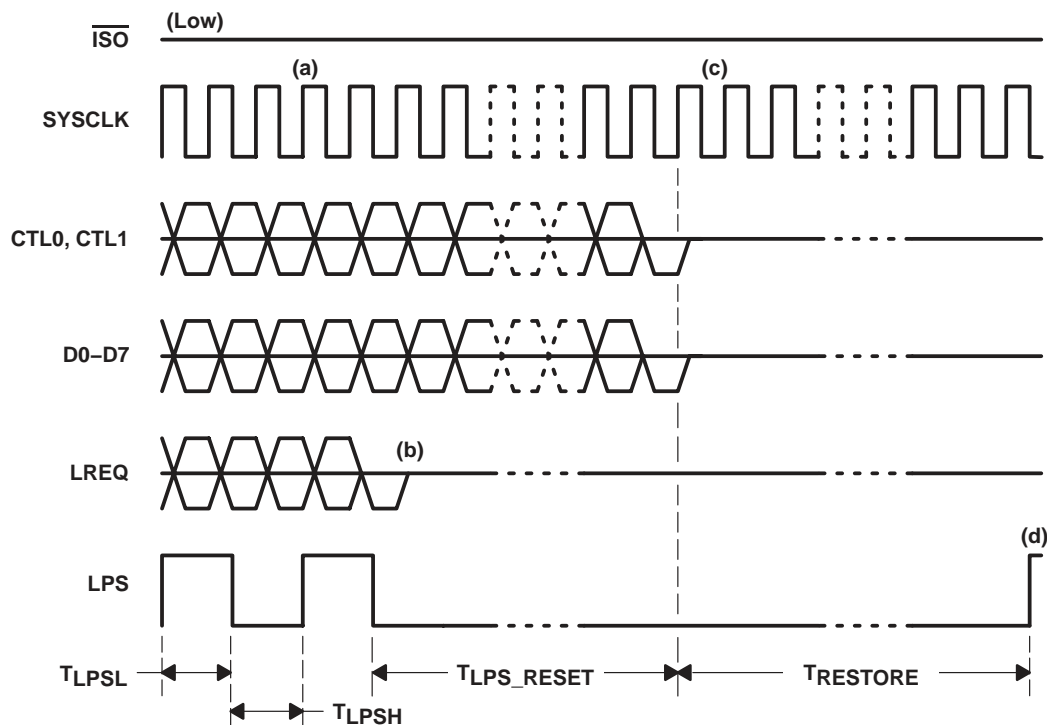 (Low)
ISO
(a) (c)
SYSCLK
CTL0, CTL1
D0–D7
(b)
LREQ
(d)
LPS
TLPSL TLPS_RESET TRESTORE
TLPSH